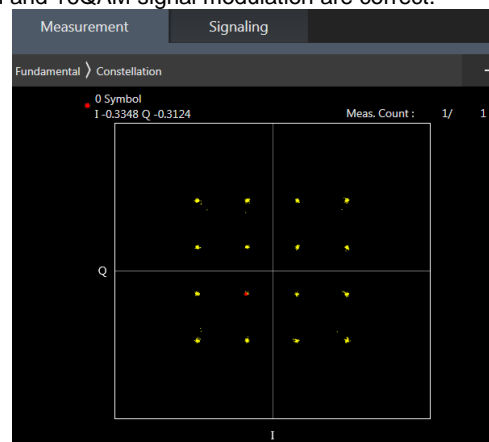 and 16QAM signal modulation are correct.
Measurement Signaling
Fundamental 〉 Constellation
0 Symbol
I -0.3348 Q -0.3124 Meas. Count : 1/ 1
Q
I